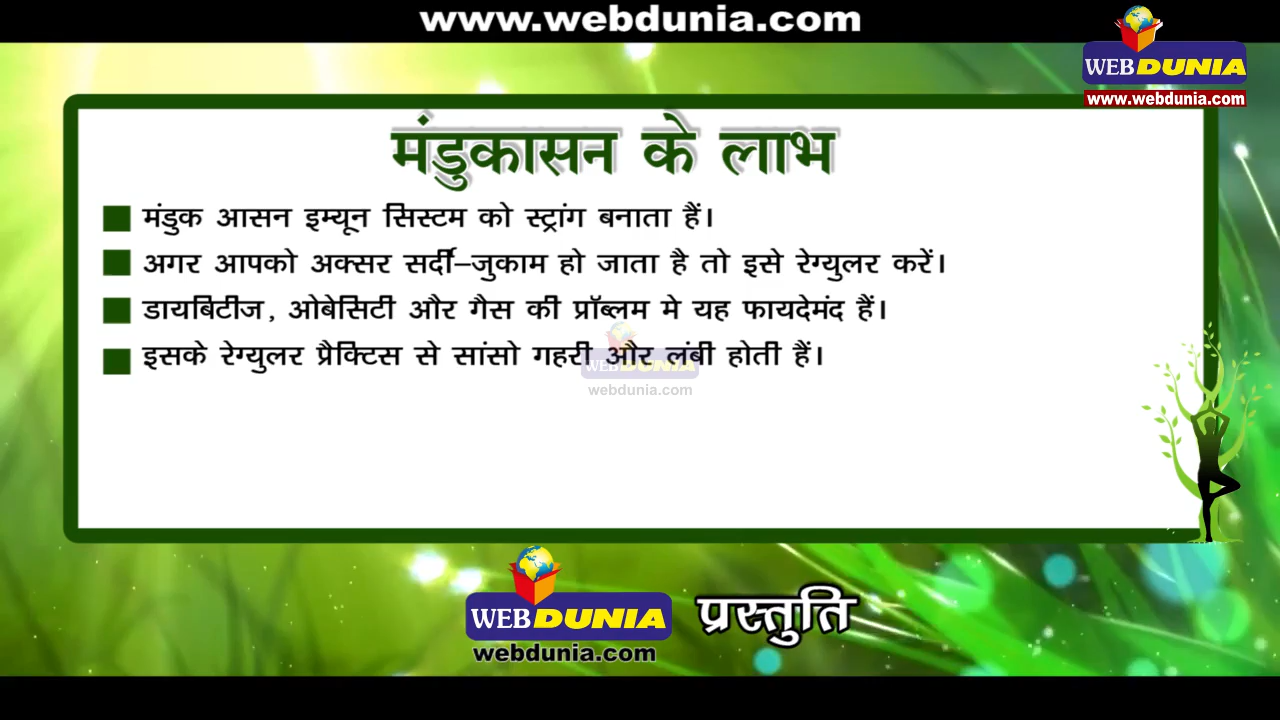 www.webdunia.com
WEBDUNIA
www.webdunia.com
मंडुकासन के लाभ
मंडुक आसन इम्यून सिस्टम को स्ट्रांग बनाता हैं।
अगर आपको अक्सर सर्दी–जुकाम हो जाता है तो इसे रेग्युलर करें।
डायबिटीज, ओबेसिटी और गैस की प्रॉब्लम मे यह फायदेमंद हैं।
इसके रेग्युलर प्रैक्टिस से सांसो गहरी और लंबी होती हैं।
WEBDUNIA
webdunia.com
WEBDUNIA प्रस्तुति
webdunia.com